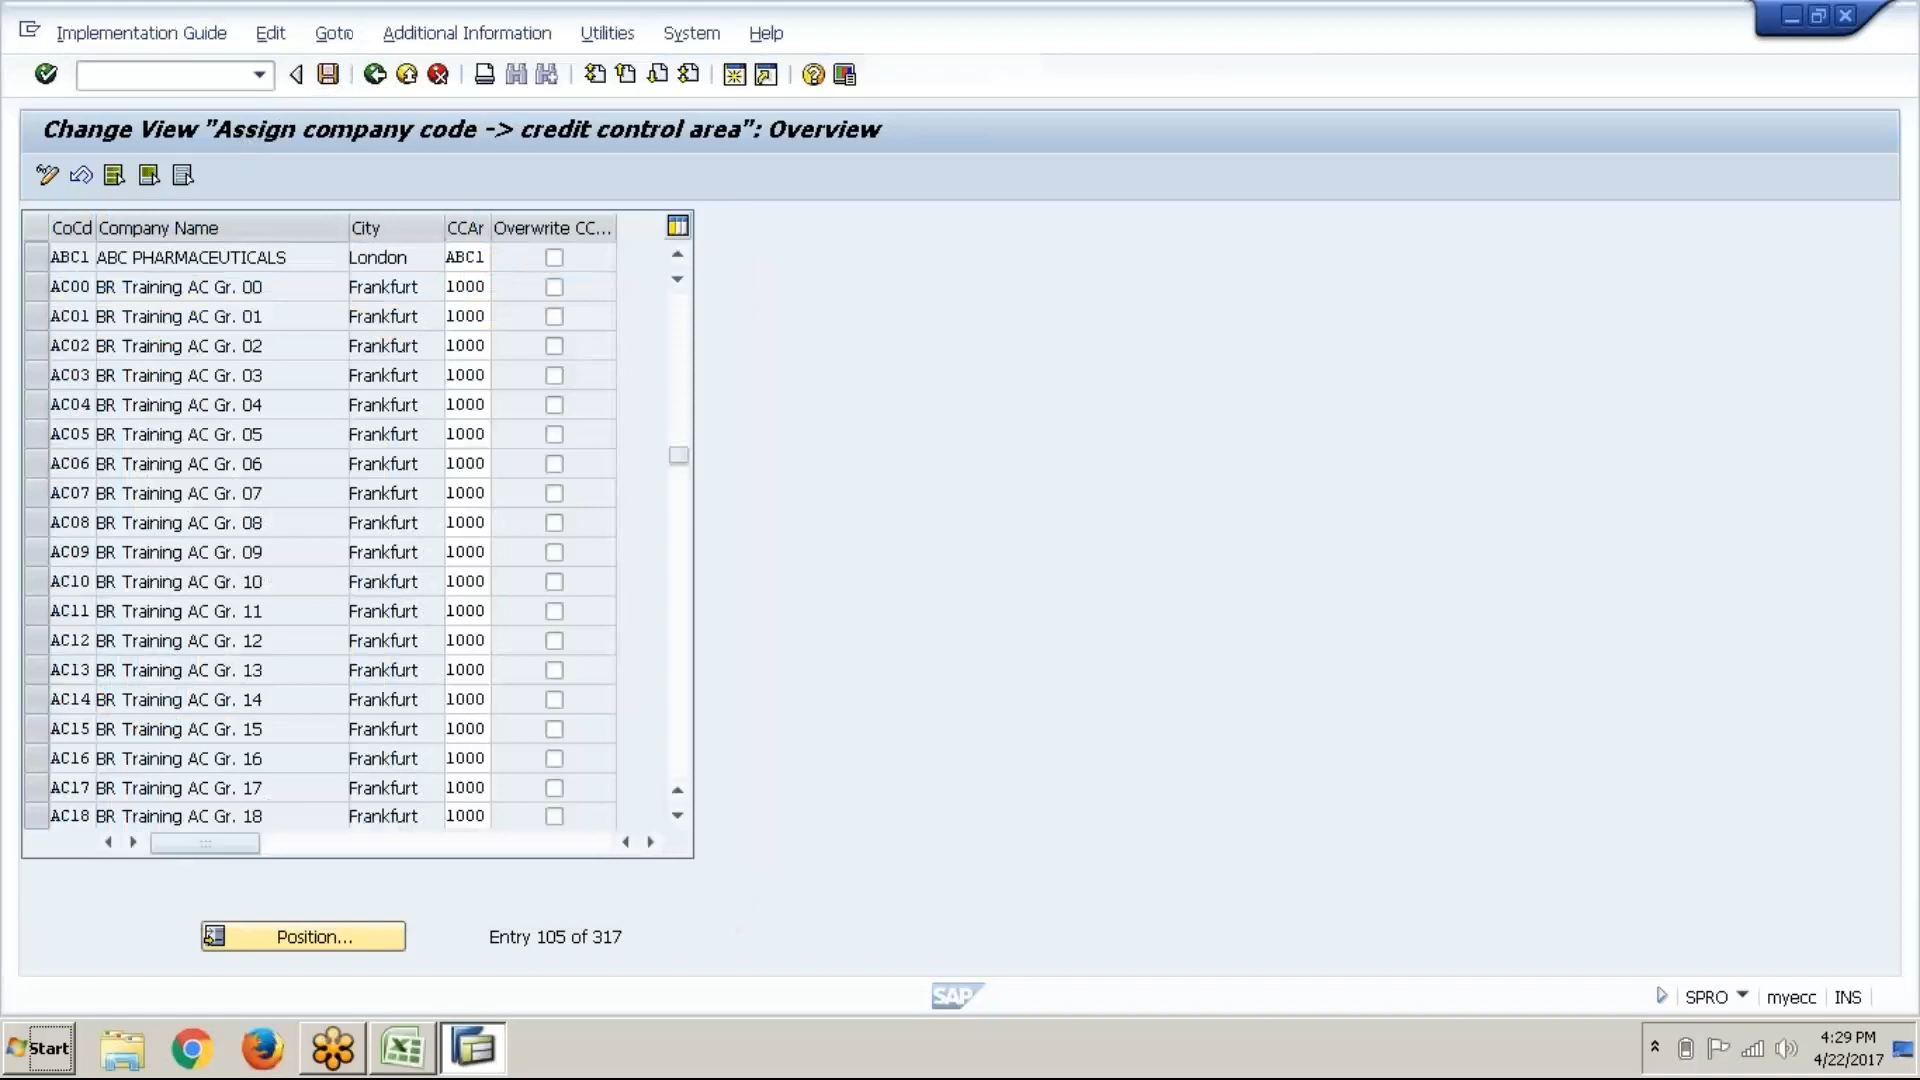 Implementation Guide Edit Goto Additional Information Utilities System Help
Change View "Assign company code -> credit control area": Overview
CoCd Company Name City CCAr Overwrite CC...
ABC1 ABC PHARMACEUTICALS London ABC1
AC00 BR Training AC Gr. 00 Frankfurt 1000
AC01 BR Training AC Gr. 01 Frankfurt 1000
AC02 BR Training AC Gr. 02 Frankfurt 1000
AC03 BR Training AC Gr. 03 Frankfurt 1000
AC04 BR Training AC Gr. 04 Frankfurt 1000
AC05 BR Training AC Gr. 05 Frankfurt 1000
AC06 BR Training AC Gr. 06 Frankfurt 1000
AC07 BR Training AC Gr. 07 Frankfurt 1000
AC08 BR Training AC Gr. 08 Frankfurt 1000
AC09 BR Training AC Gr. 09 Frankfurt 1000
AC10 BR Training AC Gr. 10 Frankfurt 1000
AC11 BR Training AC Gr. 11 Frankfurt 1000
AC12 BR Training AC Gr. 12 Frankfurt 1000
AC13 BR Training AC Gr. 13 Frankfurt 1000
AC14 BR Training AC Gr. 14 Frankfurt 1000
AC15 BR Training AC Gr. 15 Frankfurt 1000
AC16 BR Training AC Gr. 16 Frankfurt 1000
AC17 BR Training AC Gr. 17 Frankfurt 1000
AC18 BR Training AC Gr. 18 Frankfurt 1000
Position... Entry 105 of 317
SAP SPRO myecc INS
Start 4:29 PM
4/22/2017